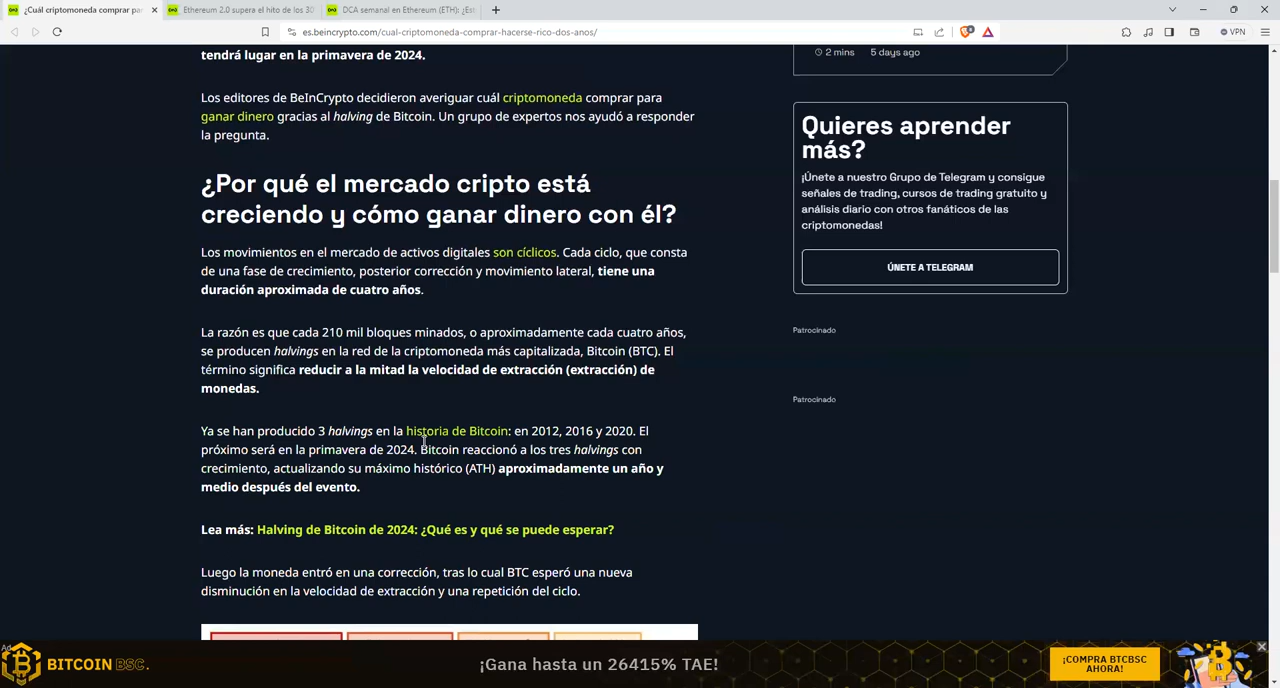 ¿Cuál criptomoneda comprar par
Ethereum 2.0 supera el hito de los 30
DCA semanal en Ethereum (ETH): ¿Es
es.beincrypto.com/cual-criptomoneda-comprar-hacerse-rico-dos-anos/
VPN
tendrá lugar en la primavera de 2024.
2 mins 5 days ago
Los editores de BeInCrypto decidieron averiguar cuál criptomoneda comprar para
ganar dinero gracias al halving de Bitcoin. Un grupo de expertos nos ayudó a responder
la pregunta.
¿Por qué el mercado cripto está
creciendo y cómo ganar dinero con él?
Los movimientos en el mercado de activos digitales son cíclicos. Cada ciclo, que consta
de una fase de crecimiento, posterior corrección y movimiento lateral, tiene una
duración aproximada de cuatro años.
La razón es que cada 210 mil bloques minados, o aproximadamente cada cuatro años,
se producen halvings en la red de la criptomoneda más capitalizada, Bitcoin (BTC). El
término significa reducir a la mitad la velocidad de extracción (extracción) de
monedas.
Ya se han producido 3 halvings en la historia de Bitcoin: en 2012, 2016 y 2020. El
próximo será en la primavera de 2024. Bitcoin reaccionó a los tres halvings con
crecimiento, actualizando su máximo histórico (ATH) aproximadamente un año y
medio después del evento.
Lea más: Halving de Bitcoin de 2024: ¿Qué es y qué se puede esperar?
Luego la moneda entró en una corrección, tras lo cual BTC esperó una nueva
disminución en la velocidad de extracción y una repetición del ciclo.
Quieres aprender
más?
¡Únete a nuestro Grupo de Telegram y consigue
señales de trading, cursos de trading gratuito y
análisis diario con otros fanáticos de las
criptomonedas!
ÚNETE A TELEGRAM
Patrocinado
Patrocinado
Ad
BITCOIN BSC.
¡Gana hasta un 26415% TAE!
¡COMPRA BTCBSC
AHORA!